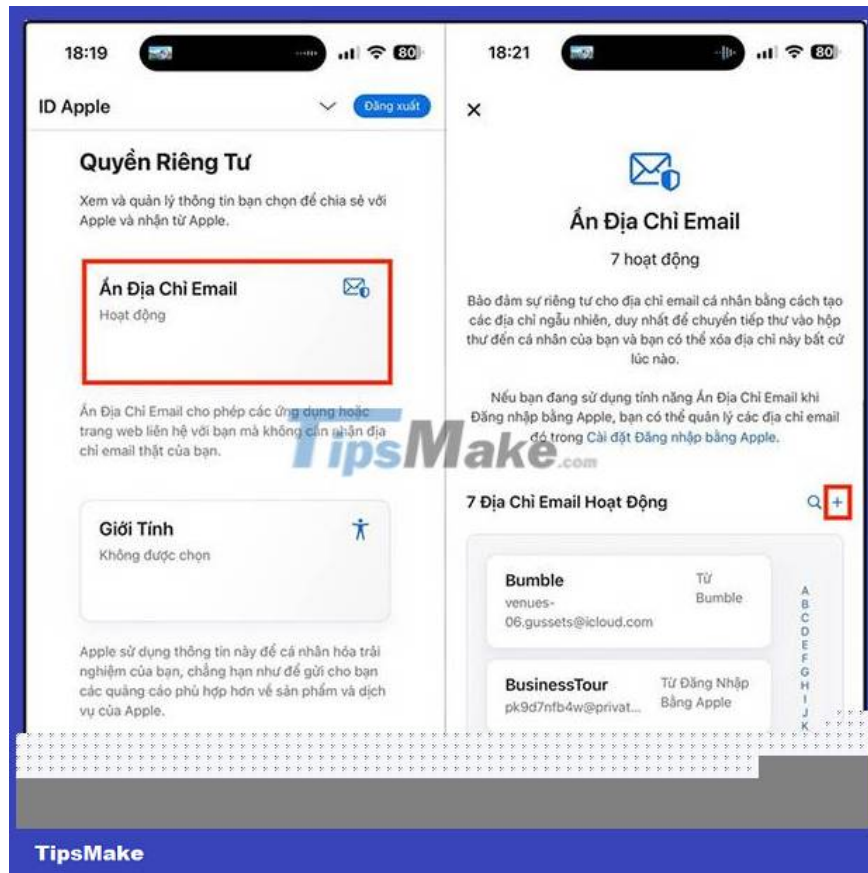 18:19
80
ID Apple
Đăng xuất
Quyền Riêng Tư
Xem và quản lý thông tin bạn chọn để chia sẻ với
Apple và nhận từ Apple.
Ẩn Địa Chỉ Email
Hoạt động
Ẩn Địa Chỉ Email cho phép các ứng dụng hoặc
trang web liên hệ với bạn mà không cần nhận địa
chỉ email thật của bạn.
Giới Tính
Không được chọn
Apple sử dụng thông tin này để cá nhân hóa trải
nghiệm của bạn, chẳng hạn như để gửi cho bạn
các quảng cáo phù hợp hơn về sản phẩm và dịch
vụ của Apple.
18:21
80
Ẩn Địa Chỉ Email
7 hoạt động
Bảo đảm sự riêng tư cho địa chỉ email cá nhân bằng cách tạo
các địa chỉ ngẫu nhiên, duy nhất để chuyển tiếp thư vào hộp
thư đến cá nhân của bạn và bạn có thể xóa địa chỉ này bất cứ
lúc nào.
Nếu bạn đang sử dụng tính năng Ẩn Địa Chỉ Email khi
Đăng nhập bằng Apple, bạn có thể quản lý các địa chỉ email
đó trong Cài đặt Đăng nhập bằng Apple.
7 Địa Chỉ Email Hoạt Động
+
Bumble
venues-
06.gussets@icloud.com
Từ
Bumble
BusinessTour
pk9d7nfb4w@privat...
Từ Đăng Nhập
Bằng Apple
A
B
C
D
E
F
G
H
I
J
K
TipsMake.com
TipsMake